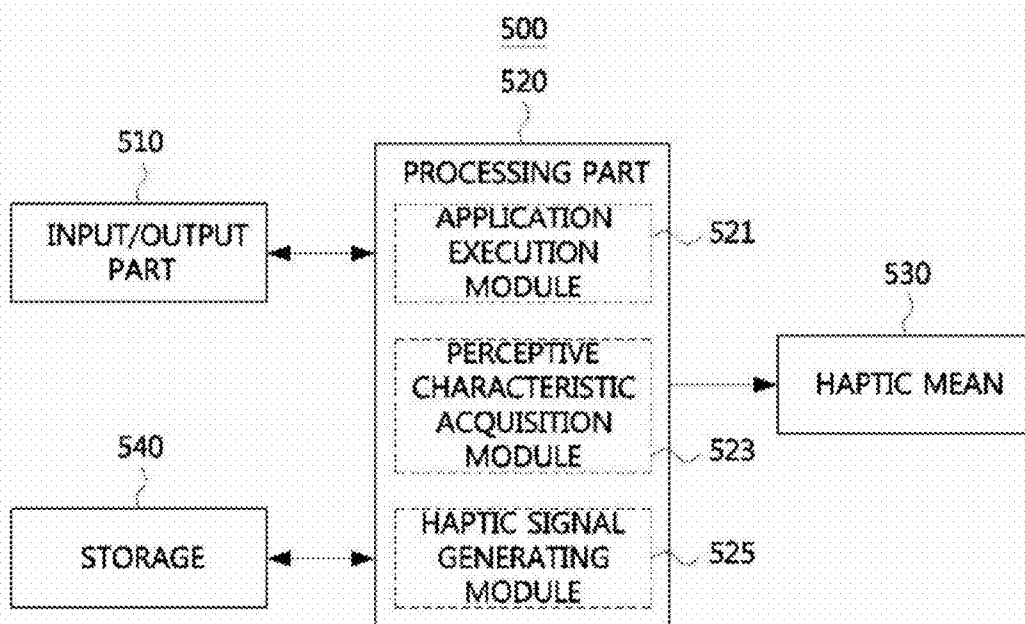 500
520
510
PROCESSING PART
INPUT/OUTPUT
PART
APPLICATION
EXECUTION
MODULE
521
530
PERCEPTIVE
CHARACTERISTIC
ACQUISITION
MODULE
523
HAPTIC MEAN
540
STORAGE
HAPTIC SIGNAL
GENERATING
MODULE
525